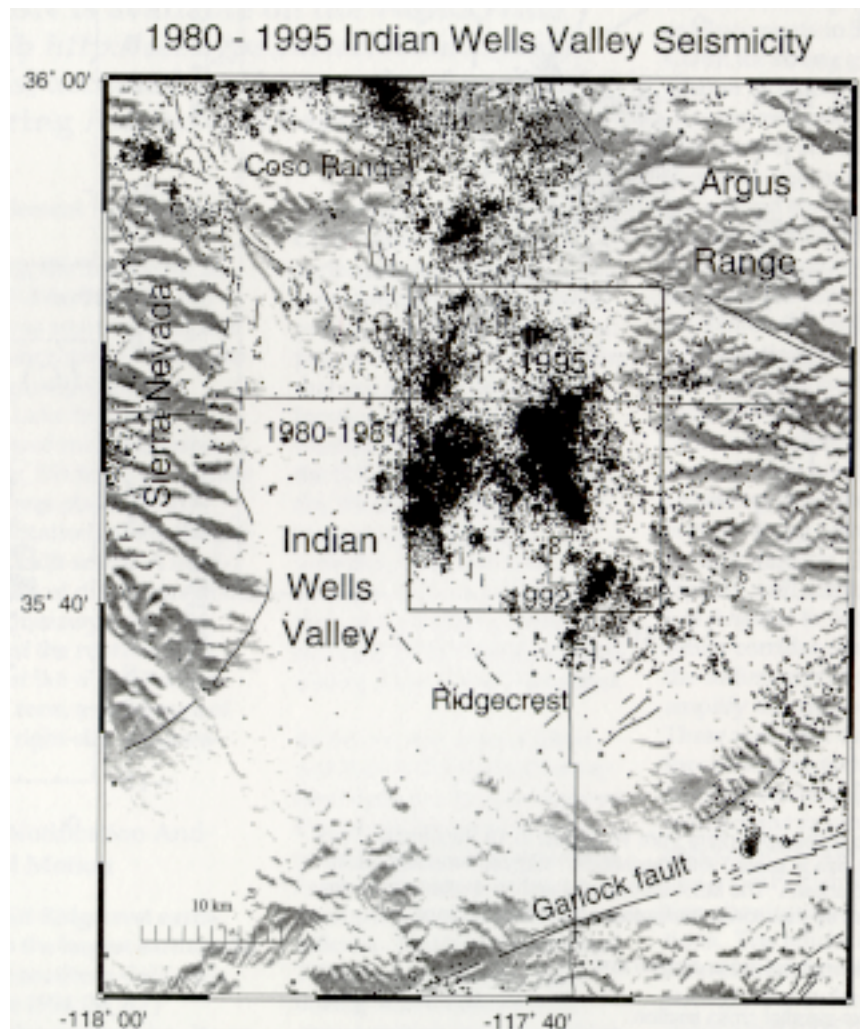 1980 - 1995 Indian Wells Valley Seismicity
36° 00'
Coso Range
Argus
Range
Sierra Nevada
1995
1980-1981
Indian
Wells
Valley
35° 40'
1992
Ridgecrest
Garlock fault
10 km
-118° 00'
-117° 40'